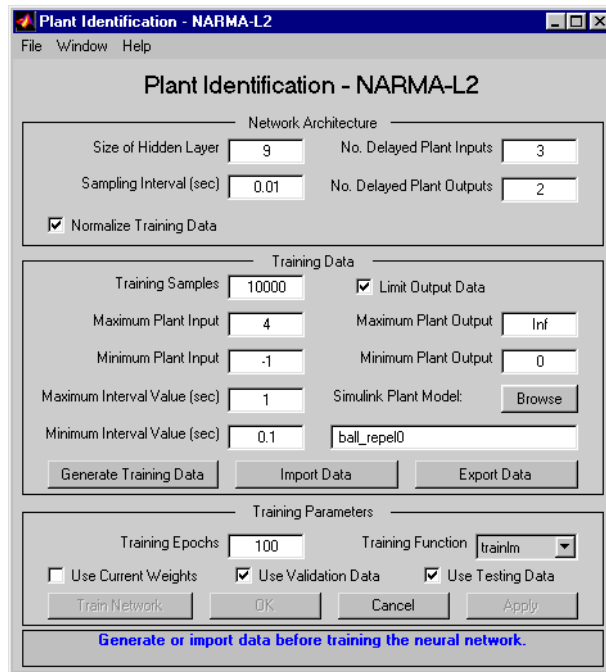 Plant Identification - NARMA-L2
File Window Help
Plant Identification - NARMA-L2
Network Architecture
Size of Hidden Layer 9 No. Delayed Plant Inputs 3
Sampling Interval (sec) 0.01 No. Delayed Plant Outputs 2
Normalize Training Data
Training Data
Training Samples 10000 Limit Output Data
Maximum Plant Input 4 Maximum Plant Output Inf
Minimum Plant Input -1 Minimum Plant Output 0
Maximum Interval Value (sec) 1 Simulink Plant Model: Browse
Minimum Interval Value (sec) 0.1 ball_repel0
Generate Training Data Import Data Export Data
Training Parameters
Training Epochs 100 Training Function trainlm
Use Current Weights Use Validation Data Use Testing Data
Train Network OK Cancel Apply
Generate or import data before training the neural network.